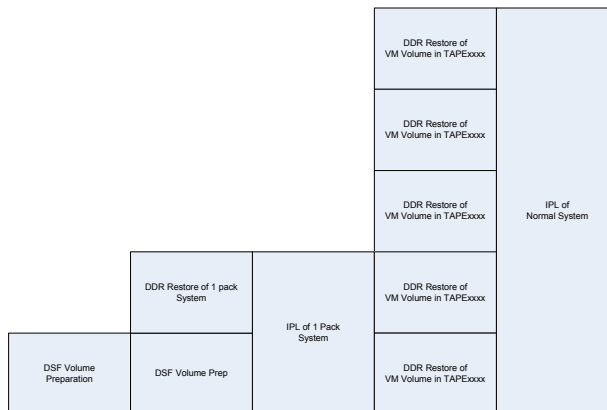 DDR Restore of
VM Volume in TAPExxxx
DDR Restore of
VM Volume in TAPExxxx
DDR Restore of
VM Volume in TAPExxxx
IPL of
Normal System
DDR Restore of 1 pack
System
DDR Restore of
VM Volume in TAPExxxx
IPL of 1 Pack
System
DSF Volume
Preparation
DSF Volume Prep
DDR Restore of
VM Volume in TAPExxxx